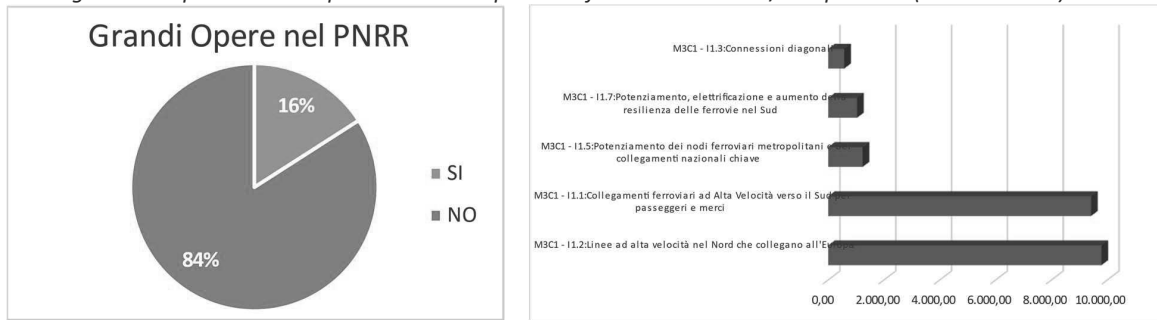 Grandi Opere nel PNRR
16%
84%
SI
NO
M3C1 - I1.3:Connessioni diagonali
M3C1 - I1.7:Potenziamento, elettrificazione e aumento
resilienza delle ferrovie nel Sud
M3C1 - I1.5:Potenziamento dei nodi ferroviari metropolitani e
collegamenti nazionali chiave
M3C1 - I1.1:Collegamenti ferroviari ad Alta Velocità verso il Sud
passeggeri e merci
M3C1 - I1.2:Linee ad alta velocità nel Nord che collegano all'Europa
0,00 2.000,00 4.000,00 6.000,00 8.000,00 10.000,00